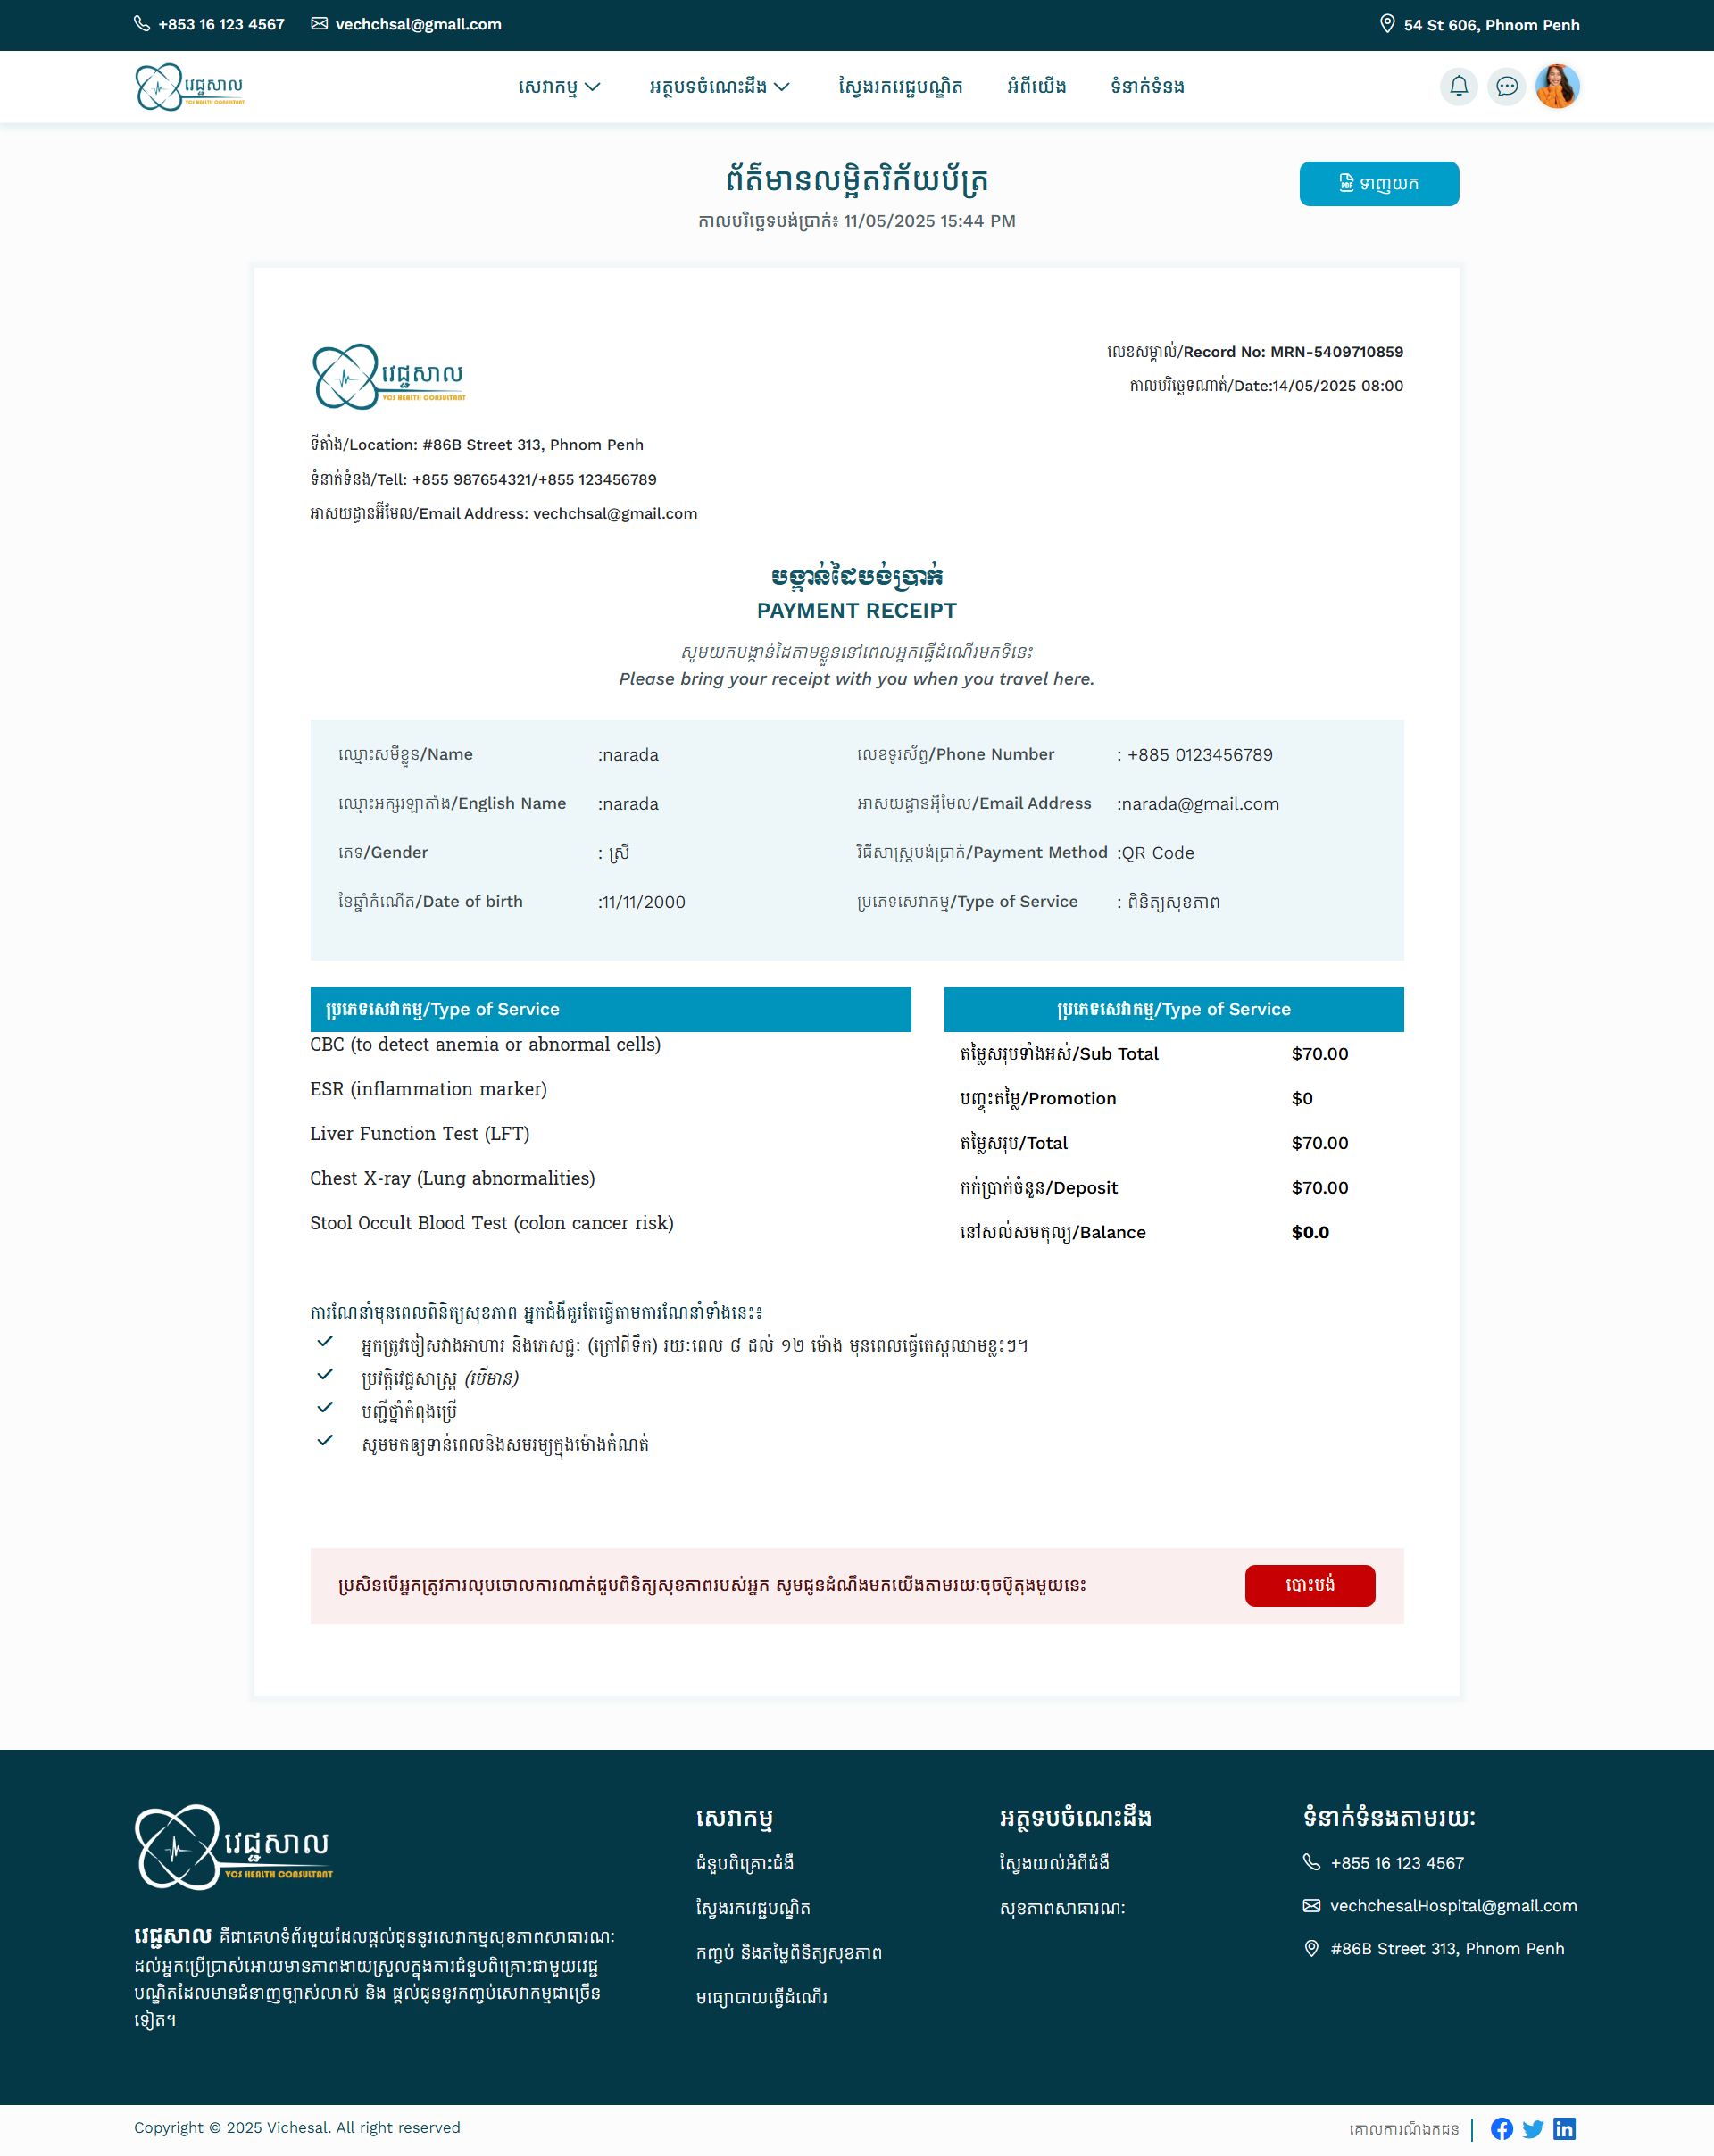 +853 16 123 4567 vechchsal@gmail.com 54 St 606, Phnom Penh
វេជ្ជសាល
VCS HEALTH CONSULTANT
សេវាកម្ម អត្ថបទចំណេះដឹង ស្វែងរកវេជ្ជបណ្ឌិត អំពីយើង ទំនាក់ទំនង
ព័ត៌មានលម្អិតវិក័យប័ត្រ
PDF ទាញយក
កាលបរិច្ឆេទបង់ប្រាក់៖ 11/05/2025 15:44 PM
វេជ្ជសាល
VCS HEALTH CONSULTANT
លេខសម្គាល់/Record No: MRN-5409710859
កាលបរិច្ឆេទណាត់/Date:14/05/2025 08:00
ទីតាំង/Location: #86B Street 313, Phnom Penh
ទំនាក់ទំនង/Tell: +855 987654321/+855 123456789
អាសយដ្ឋានអ៊ីមែល/Email Address: vechchsal@gmail.com
បង្កាន់ដៃបង់ប្រាក់
PAYMENT RECEIPT
សូមយកបង្កាន់ដៃតាមខ្លួននៅពេលអ្នកធ្វើដំណើរមកទីនេះ
Please bring your receipt with you when you travel here.
ឈ្មោះសមីខ្លួន/Name :narada លេខទូរស័ព្ទ/Phone Number : +885 0123456789
ឈ្មោះអក្សរឡាតាំង/English Name :narada អាសយដ្ឋានអ៊ីមែល/Email Address :narada@gmail.com
ភេទ/Gender : ស្រី វិធីសាស្ត្របង់ប្រាក់/Payment Method :QR Code
ខែឆ្នាំកំណើត/Date of birth :11/11/2000 ប្រភេទសេវាកម្ម/Type of Service : ពិនិត្យសុខភាព
ប្រភេទសេវាកម្ម/Type of Service
CBC (to detect anemia or abnormal cells)
ESR (inflammation marker)
Liver Function Test (LFT)
Chest X-ray (Lung abnormalities)
Stool Occult Blood Test (colon cancer risk)
ប្រភេទសេវាកម្ម/Type of Service
តម្លៃសរុបទាំងអស់/Sub Total $70.00
បញ្ចុះតម្លៃ/Promotion $0
តម្លៃសរុប/Total $70.00
កក់ប្រាក់ចំនួន/Deposit $70.00
នៅសល់សមតុល្យ/Balance $0.0
ការណែនាំមុនពេលពិនិត្យសុខភាព អ្នកជំងឺគួរតែធ្វើតាមការណែនាំទាំងនេះ៖
អ្នកត្រូវចៀសវាងអាហារ និងភេសជ្ជៈ (ក្រៅពីទឹក) រយៈពេល ៨ ដល់ ១២ ម៉ោង មុនពេលធ្វើតេស្តឈាមខ្លះៗ។
ប្រវត្តិវេជ្ជសាស្ត្រ (បើមាន)
បញ្ជីថ្នាំកំពុងប្រើ
សូមមកឲ្យទាន់ពេលនិងសមរម្យក្នុងម៉ោងកំណត់
ប្រសិនបើអ្នកត្រូវការលុបចោលការណាត់ជួបពិនិត្យសុខភាពរបស់អ្នក សូមជូនដំណឹងមកយើងតាមរយៈចុចប៊ូតុងមួយនេះ
បោះបង់
វេជ្ជសាល
VCS HEALTH CONSULTANT
វេជ្ជសាល គឺជាគេហទំព័រមួយដែលផ្តល់ជូននូវសេវាកម្មសុខភាពសាធារណៈ
ដល់អ្នកប្រើប្រាស់អោយមានភាពងាយស្រួលក្នុងការជំនួបពិគ្រោះជាមួយវេជ្ជ
បណ្ឌិតដែលមានជំនាញច្បាស់លាស់ និង ផ្តល់ជូននូវកញ្ចប់សេវាកម្មជាច្រើន
ទៀត។
សេវាកម្ម
ជំនួបពិគ្រោះជំងឺ
ស្វែងរកវេជ្ជបណ្ឌិត
កញ្ចប់ និងតម្លៃពិនិត្យសុខភាព
មធ្យោបាយធ្វើដំណើរ
អត្ថទបចំណេះដឹង
ស្វែងយល់អំពីជំងឺ
សុខភាពសាធារណៈ
ទំនាក់ទំនងតាមរយៈ
+855 16 123 4567
vechchesalHospital@gmail.com
#86B Street 313, Phnom Penh
Copyright © 2025 Vichesal. All right reserved
គោលការណ៍ឯកជន